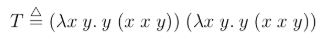 T ≜ (λx y. y (x x y)) (λx y. y (x x y))